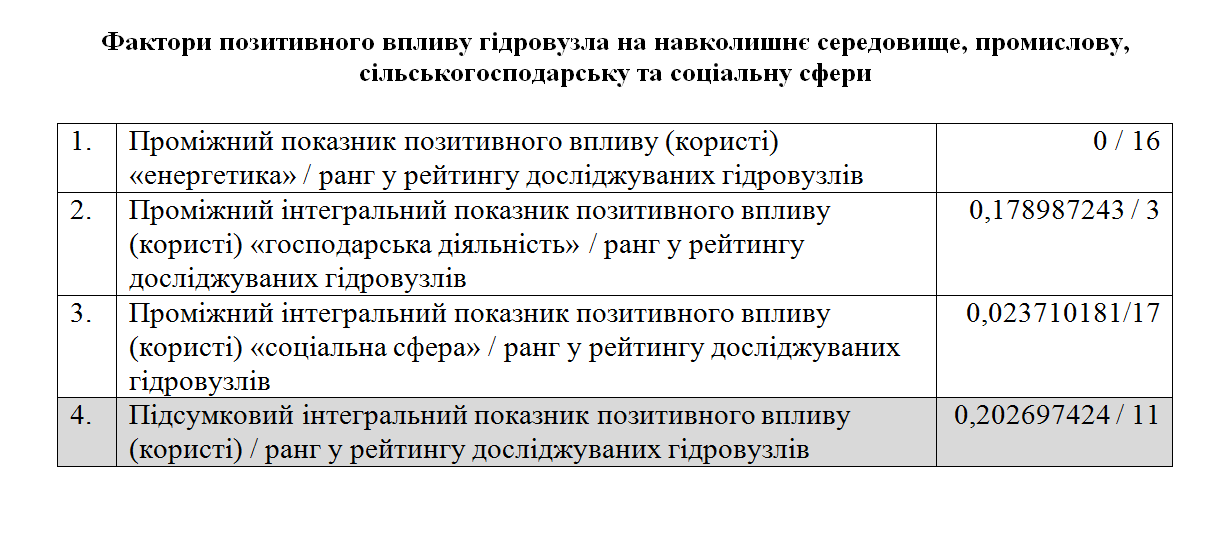 Фактори позитивного впливу гідровузла на навколишнє середовище, промислову,
сільськогосподарську та соціальну сфери
1.
Проміжний показник позитивного впливу (користі)
«енергетика» / ранг у рейтингу досліджуваних гідровузлів
0 / 16
2.
Проміжний інтегральний показник позитивного впливу
(користі) «господарська діяльність» / ранг у рейтингу
досліджуваних гідровузлів
0,178987243 / 3
3.
Проміжний інтегральний показник позитивного впливу
(користі) «соціальна сфера» / ранг у рейтингу досліджуваних
гідровузлів
0,023710181/17
4.
Підсумковий інтегральний показник позитивного впливу
(користі) / ранг у рейтингу досліджуваних гідровузлів
0,202697424 / 11